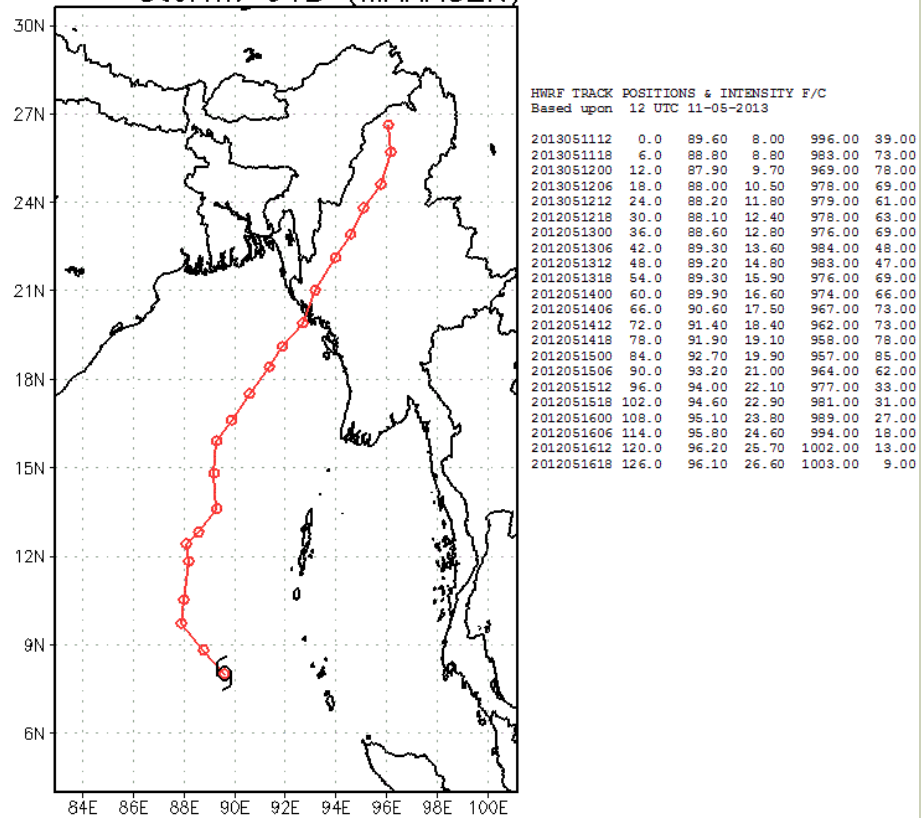 30N
27N
24N
21N
18N
15N
12N
9N
6N
84E 86E 88E 90E 92E 94E 96E 98E 100E
HWRF TRACK POSITIONS & INTENSITY F/C
Based upon 12 UTC 11-05-2013
2013051112 0.0 89.60 8.00 996.00 39.00
2013051118 6.0 88.80 8.80 983.00 73.00
2013051200 12.0 87.90 9.70 969.00 78.00
2013051206 18.0 88.00 10.50 978.00 69.00
2013051212 24.0 88.20 11.80 979.00 61.00
2012051218 30.0 88.10 12.40 978.00 63.00
2012051300 36.0 88.60 12.80 976.00 69.00
2012051306 42.0 89.30 13.60 984.00 48.00
2012051312 48.0 89.20 14.80 983.00 47.00
2012051318 54.0 89.30 15.90 976.00 69.00
2012051400 60.0 89.90 16.60 974.00 66.00
2012051406 66.0 90.60 17.50 967.00 73.00
2012051412 72.0 91.40 18.40 962.00 73.00
2012051418 78.0 91.90 19.10 958.00 78.00
2012051500 84.0 92.70 19.90 957.00 85.00
2012051506 90.0 93.20 21.00 964.00 62.00
2012051512 96.0 94.00 22.10 977.00 33.00
2012051518 102.0 94.60 22.90 981.00 31.00
2012051600 108.0 95.10 23.80 989.00 27.00
2012051606 114.0 95.80 24.60 994.00 18.00
2012051612 120.0 96.20 25.70 1002.00 13.00
2012051618 126.0 96.10 26.60 1003.00 9.00